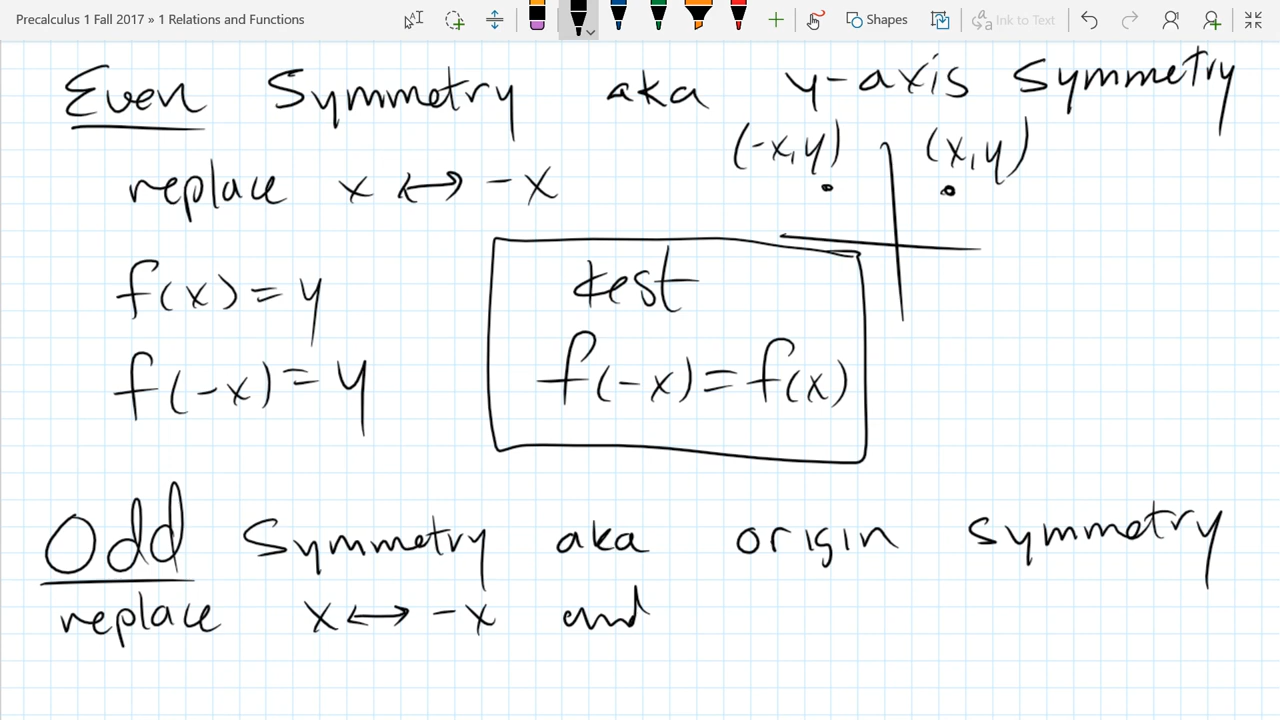 Precalculus 1 Fall 2017 » 1 Relations and Functions
Shapes
Ink to Text
Even Symmetry aka y-axis symmetry
(-x,y) (x,y)
replace x ↔ -x
f(x)=y
test
f(-x)=y
f(-x)=f(x)
Odd Symmetry aka origin symmetry
replace x ↔ -x and